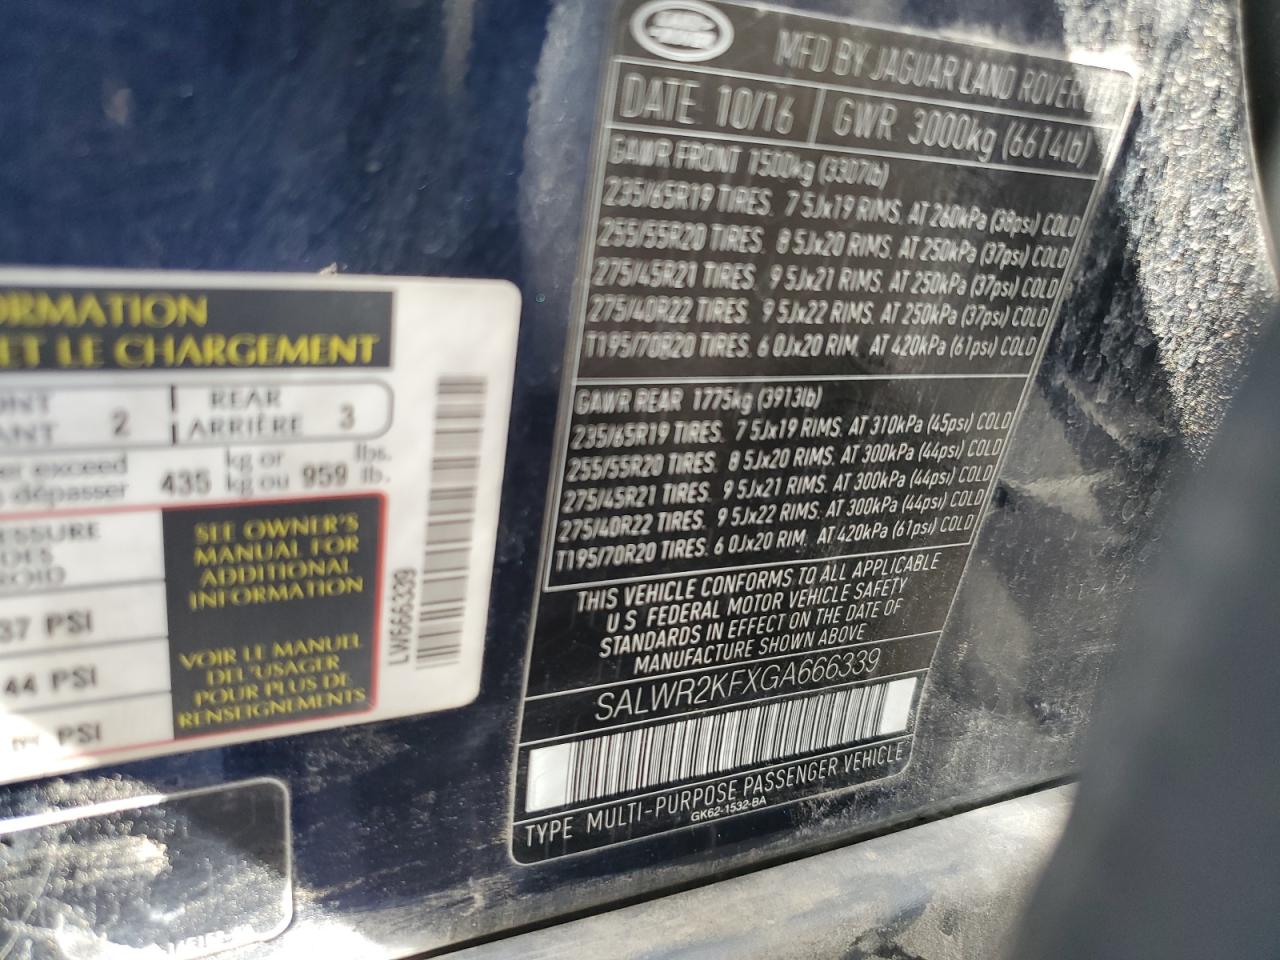 ORMATION
ET LE CHARGEMENT
ONT
ANT
2
REAR
ARRIÈRE
3
er exceed
dépasser
435
kg or
kg ou
959
lbs.
lb.
ESSURE
DES
ROID
37 PSI
44 PSI
PSI
SEE OWNER'S
MANUAL FOR
ADDITIONAL
INFORMATION
VOIR LE MANUEL
DE L'USAGER
POUR PLUS DE
RENSEIGNEMENTS
LW666339
MFD BY JAGUAR LAND ROVER
DATE 10/16 GWR 3000kg (6614lb)
GAWR FRONT 1500kg (3307lb)
235/65R19 TIRES. 7 5Jx19 RIMS. AT 260kPa (38psi) COLD
255/55R20 TIRES. 8 5Jx20 RIMS. AT 250kPa (37psi) COLD
275/45R21 TIRES. 9 5Jx21 RIMS. AT 250kPa (37psi) COLD
275/40R22 TIRES. 9 5Jx22 RIMS. AT 250kPa (37psi) COLD
T195/70R20 TIRES. 6 0Jx20 RIM. AT 420kPa (61psi) COLD
GAWR REAR 1775kg (3913lb)
235/65R19 TIRES. 7 5Jx19 RIMS. AT 310kPa (45psi) COLD
255/55R20 TIRES. 8 5Jx20 RIMS. AT 300kPa (44psi) COLD
275/45R21 TIRES. 9 5Jx21 RIMS. AT 300kPa (44psi) COLD
275/40R22 TIRES. 9 5Jx22 RIMS. AT 300kPa (44psi) COLD
T195/70R20 TIRES. 6 0Jx20 RIM. AT 420kPa (61psi) COLD
THIS VEHICLE CONFORMS TO ALL APPLICABLE
U S FEDERAL MOTOR VEHICLE SAFETY
STANDARDS IN EFFECT ON THE DATE OF
MANUFACTURE SHOWN ABOVE
SALWR2KFXGA666339
TYPE MULTI-PURPOSE PASSENGER VEHICLE
GK62-1532-BA